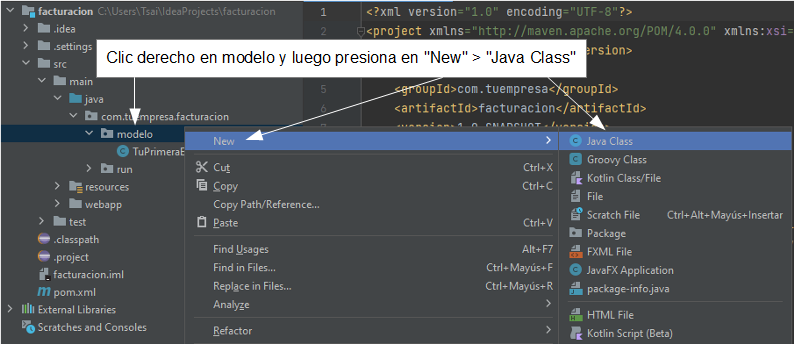 facturacion C:\Users\Tsai\IdeaProjects\facturacion
.idea
.settings
src
main
java
com.tuempresa.facturacion
modelo
TuPrimeraE
run
resources
webapp
test
.classpath
.project
facturacion.iml
pom.xml
External Libraries
Scratches and Consoles
1 <?xml version="1.0" encoding="UTF-8"?>
2 <project xmlns="http://maven.apache.org/POM/4.0.0" xmlns:xsi=
ersion>
<groupId>com.tuempresa</groupId>
6 <artifactId>facturacion</artifactId>
Clic derecho en modelo y luego presiona en "New" > "Java Class"
New
Cut Ctrl+X
Copy Ctrl+C
Copy Path/Reference...
Paste Ctrl+V
Find Usages Alt+F7
Find in Files... Ctrl+Mayús+F
Replace in Files... Ctrl+Mayús+R
Analyze
Refactor
Java Class
Groovy Class
Kotlin Class/File
File
Scratch File Ctrl+Alt+Mayús+Insertar
Package
FXML File
JavaFX Application
package-info.java
HTML File
Kotlin Script (Beta)